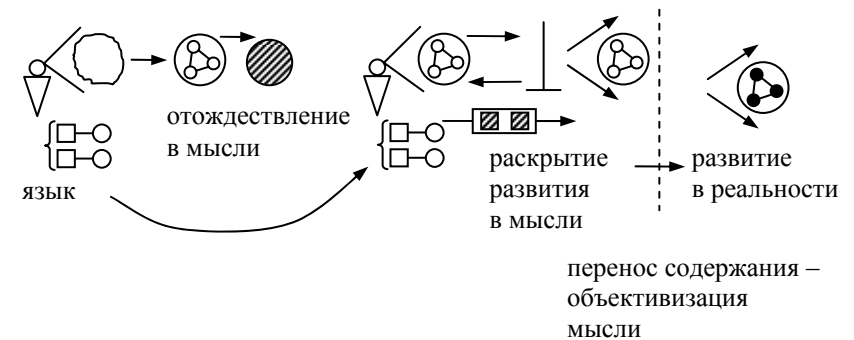 отождествление
в мысли
язык
раскрытие
развития
в мысли
развитие
в реальности
перенос содержания –
объективизация
мысли